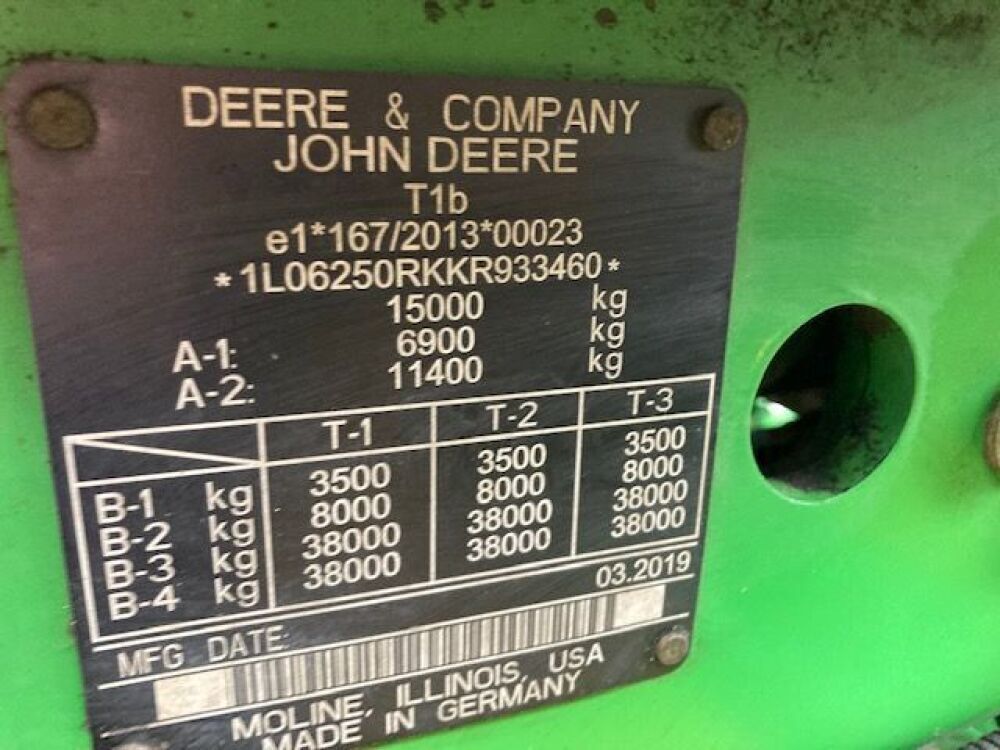 DEERE & COMPANY
JOHN DEERE
T1b
e1*167/2013*00023
*1L06250RKKR933460*
15000 kg
A-1: 6900 kg
A-2: 11400 kg
T-1 T-2 T-3
B-1 kg 3500 3500 3500
B-2 kg 8000 8000 8000
B-3 kg 38000 38000 38000
B-4 kg 38000 38000 38000
MFG DATE: 03.2019
MOLINE, ILLINOIS, USA
MADE IN GERMANY